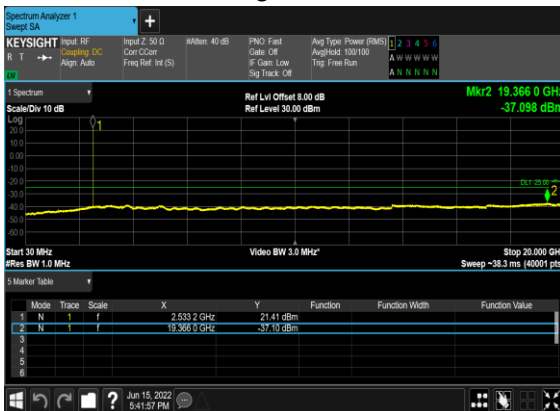 Spectrum Analyzer 1
Swept SA
KEYSIGHT Input: RF Input Z: 50 Ω #Atten: 40 dB PNO: Fast Avg Type: Power (RMS) 1 2 3 4 5 6
R T Coupling: DC Corr CCorr Gate: Off Avg|Hold: 100/100 A W W W W W
Align: Auto Freq Ref: Int (S) IF Gain: Low Trig: Free Run
Sig Track: Off A N N N N N
1 Spectrum Ref Lvl Offset 8.00 dB Mkr2 19.366 0 GHz
Scale/Div 10 dB Ref Level 30.00 dBm -37.098 dBm
Log
20.0 1
10.0
0.00
-10.0
-20.0 DL1 -25.00
-30.0 2
-40.0
-50.0
-60.0
Start 30 MHz Video BW 3.0 MHz* Stop 20.000 GH
#Res BW 1.0 MHz Sweep ~38.3 ms (40001 pts
5 Marker Table
Mode Trace Scale X Y Function Function Width Function Value
1 N 1 f 2.533 2 GHz 21.41 dBm
2 N 1 f 19.366 0 GHz -37.10 dBm
3
4
5
6
? Jun 15, 2022
5:41:57 PM